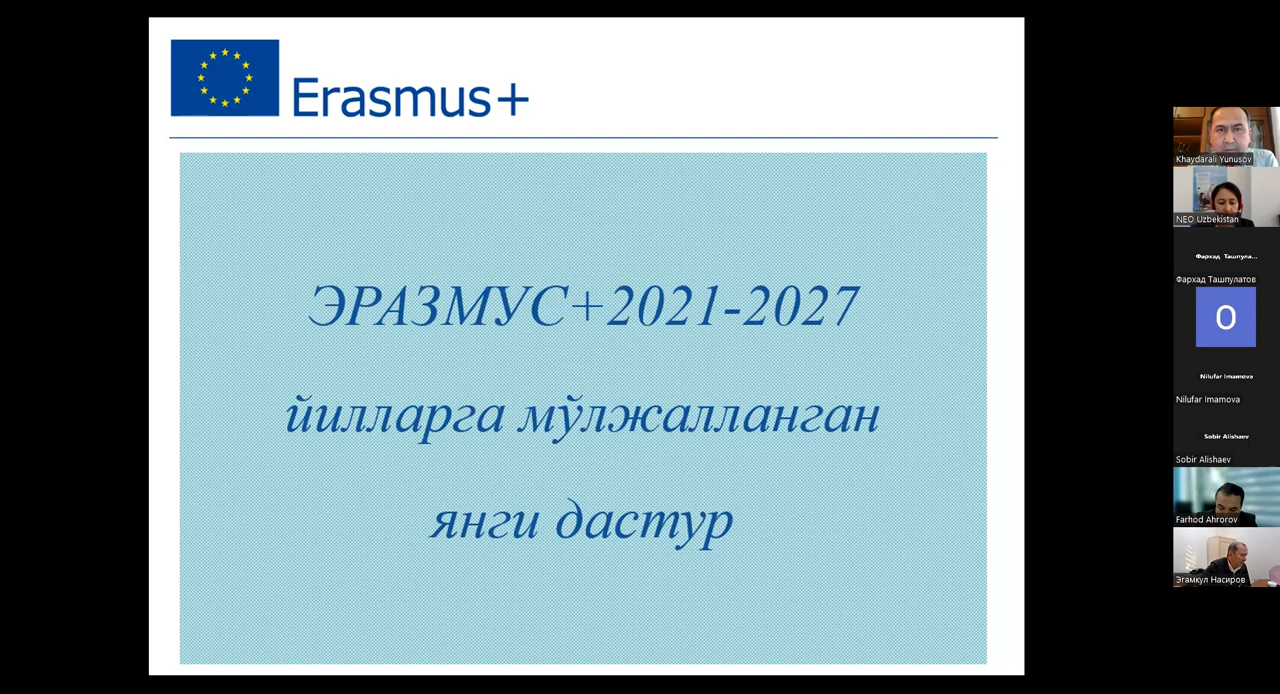 Erasmus+
ЭРАЗМУС+2021-2027
йилларга мўлжалланган
янги дастур
Khaydarali Yunusov
NEO Uzbekistan
Фархад Ташпула...
Фархад Ташпулатов
O
Nilufar Imamova
Nilufar Imamova
Sobir Alishaev
Sobir Alishaev
Farhod Ahrorov
Эгамкул Насиров